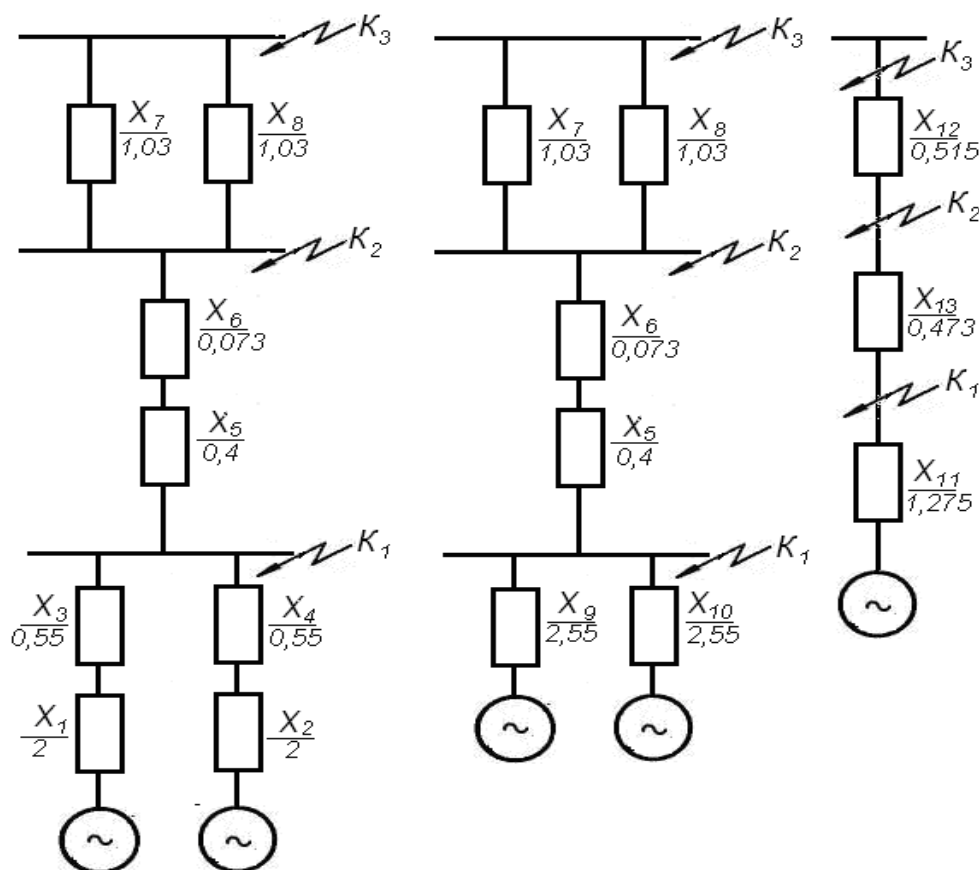 K₃
X₇
1,03
X₈
1,03
K₂
X₆
0,073
X₅
0,4
K₁
X₃
0,55
X₄
0,55
X₁
2
X₂
2
~
~
K₃
X₇
1,03
X₈
1,03
K₂
X₆
0,073
X₅
0,4
K₁
X₉
2,55
X₁₀
2,55
~
~
K₃
X₁₂
0,515
K₂
X₁₃
0,473
K₁
X₁₁
1,275
~